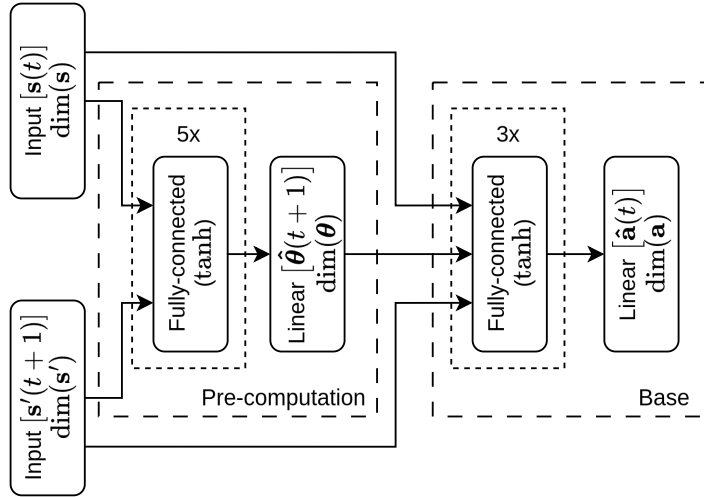 Input [s(t)]
dim(s)
Input [s′(t + 1)]
dim(s′)
5x
Fully-connected
(tanh)
Linear [θ̂(t + 1)]
dim(θ)
Pre-computation
3x
Fully-connected
(tanh)
Linear [â(t)]
dim(a)
Base